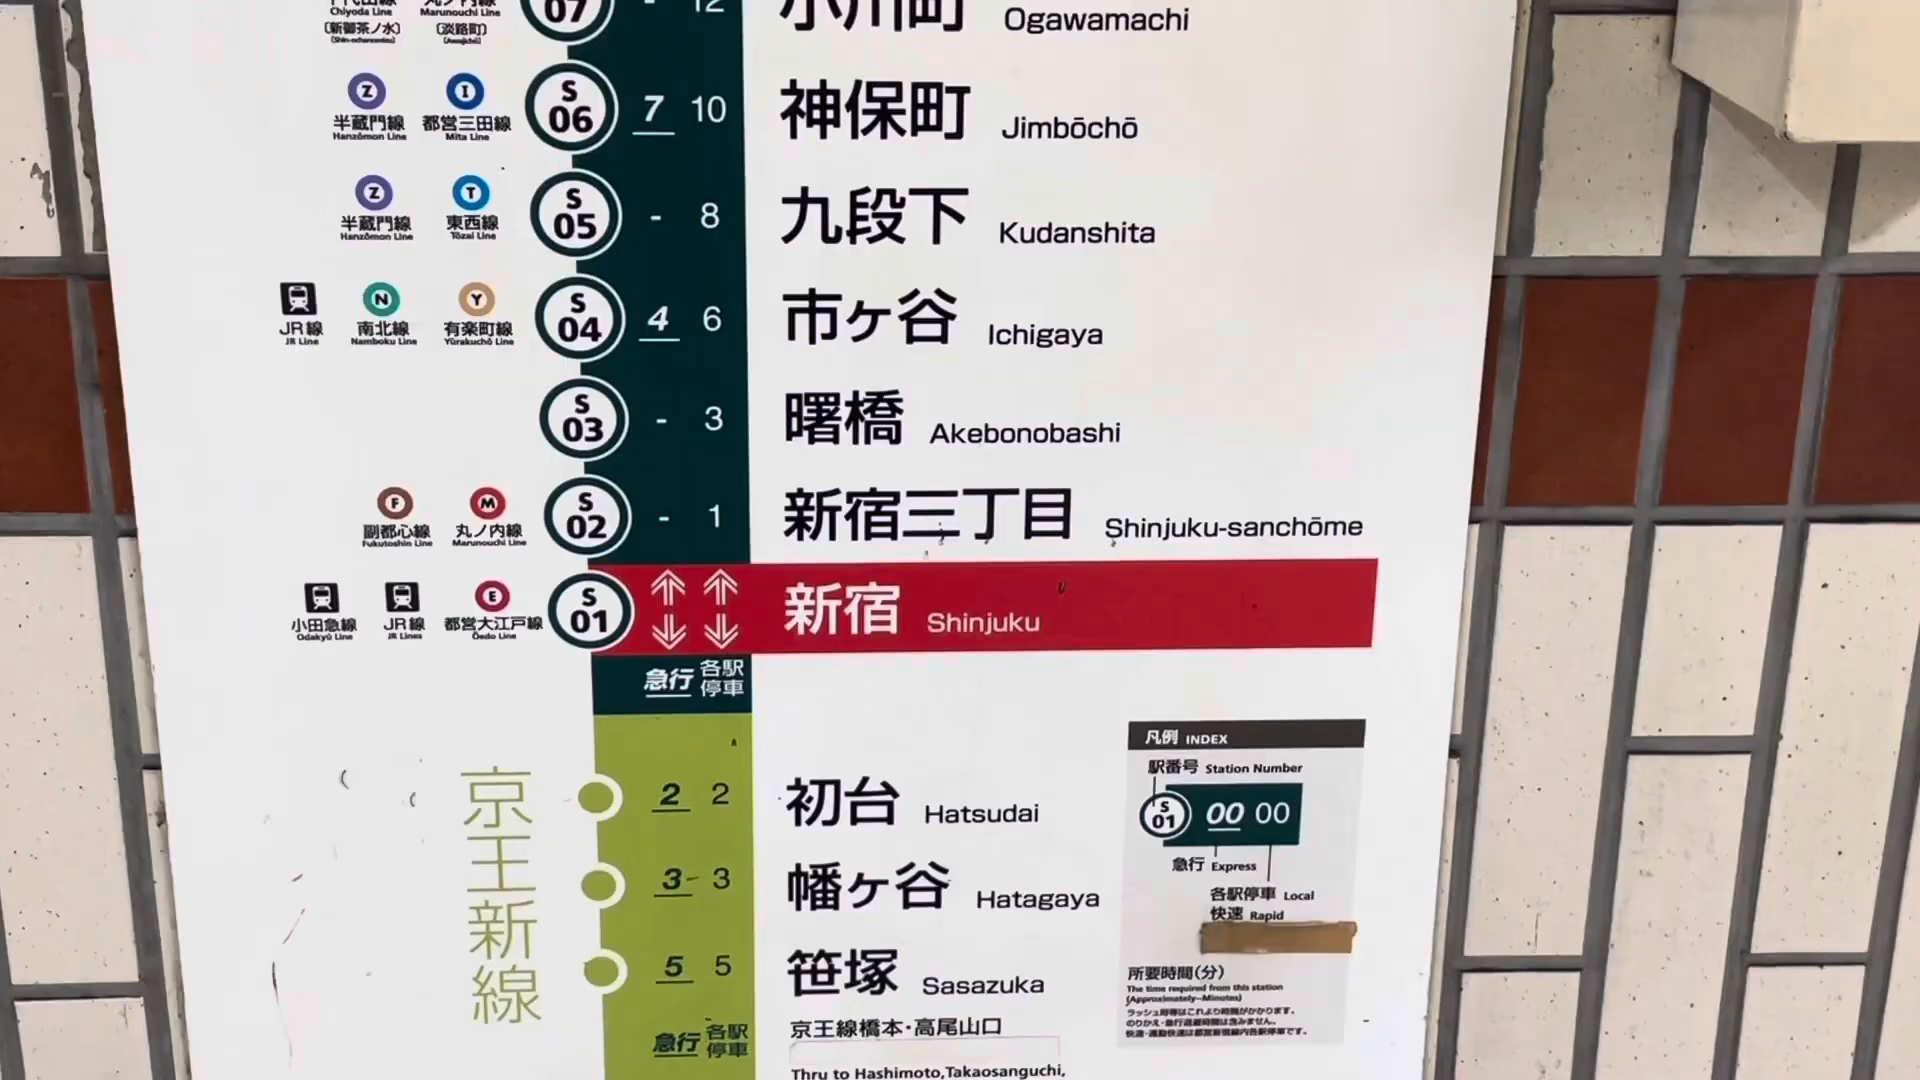 千代田線 丸ノ内線
Chiyoda Line Marunouchi Line
(新御茶ノ水) (淡路町)
(Shin-ochanomizu) (Awajichō)
07 - 12 小川町 Ogawamachi
Z I S 06 7 10 神保町 Jimbōchō
半蔵門線 都営三田線
Hanzōmon Line Mita Line
Z T S 05 - 8 九段下 Kudanshita
半蔵門線 東西線
Hanzōmon Line Tōzai Line
N Y S 04 4 6 市ヶ谷 Ichigaya
JR線 南北線 有楽町線
JR Line Namboku Line Yūrakuchō Line
S 03 - 3 曙橋 Akebonobashi
F M S 02 - 1 新宿三丁目 Shinjuku-sanchōme
副都心線 丸ノ内線
Fukutoshin Line Marunouchi Line
E S 01 新宿 Shinjuku
小田急線 JR線 都営大江戸線
Odakyū Line JR Lines Ōedo Line
急行 各駅停車
京王新線
2 2 初台 Hatsudai
3 3 幡ヶ谷 Hatagaya
5 5 笹塚 Sasazuka
急行 各駅停車
京王線橋本・高尾山口
Thru to Hashimoto,Takaosanguchi,
凡例 INDEX
駅番号 Station Number
S 01 00 00
急行 Express
各駅停車 Local
快速 Rapid
所要時間(分)
The time required from this station
(Approximately–Minutes)
ラッシュ時等はこれより時間がかかります。
のりかえ・急行追避時間は含みません。
快速・通勤快速は都営新宿線内各駅停車です。